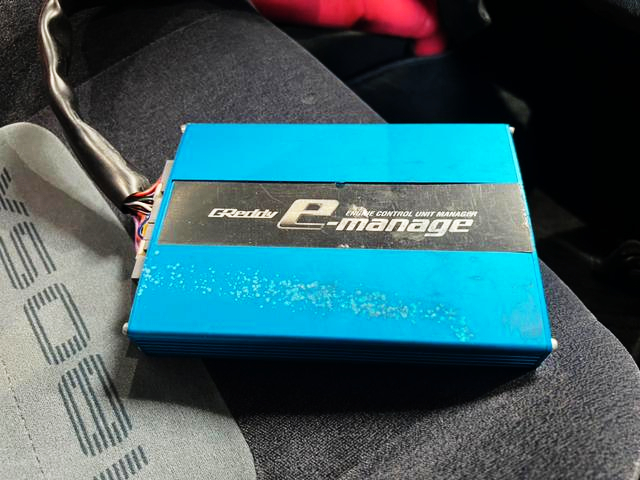 GReddy e-manage
ENGINE CONTROL UNIT MANAGER